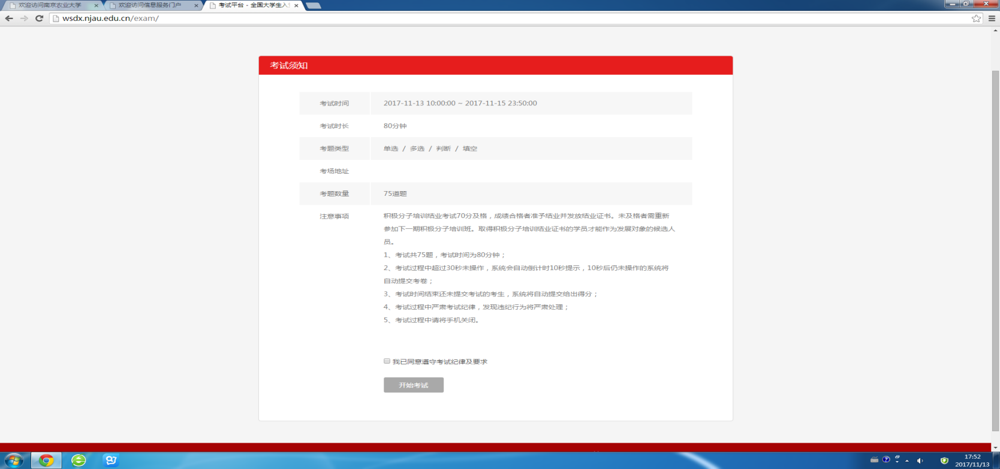 欢迎访问南京农业大学
欢迎访问信息服务门户
考试平台 - 全国大学生入
wsdx.njau.edu.cn/exam/
考试须知
考试时间 2017-11-13 10:00:00 ~ 2017-11-15 23:50:00
考试时长 80分钟
考题类型 单选 / 多选 / 判断 / 填空
考场地址
考题数量 75道题
注意事项 积极分子培训结业考试70分及格，成绩合格者准予结业并发放结业证书。未及格者需重新
参加下一期积极分子培训班。取得积极分子培训结业证书的学员才能作为发展对象的候选人
员。
1、考试共75题，考试时间为80分钟；
2、考试过程中超过30秒未操作，系统会自动倒计时10秒提示，10秒后仍未操作的系统将
自动提交考卷；
3、考试时间结束还未提交考试的考生，系统将自动提交给出得分；
4、考试过程中严肃考试纪律，发现违纪行为将严肃处理；
5、考试过程中请将手机关闭。
我已同意遵守考试纪律及要求
开始考试
17:52
2017/11/13